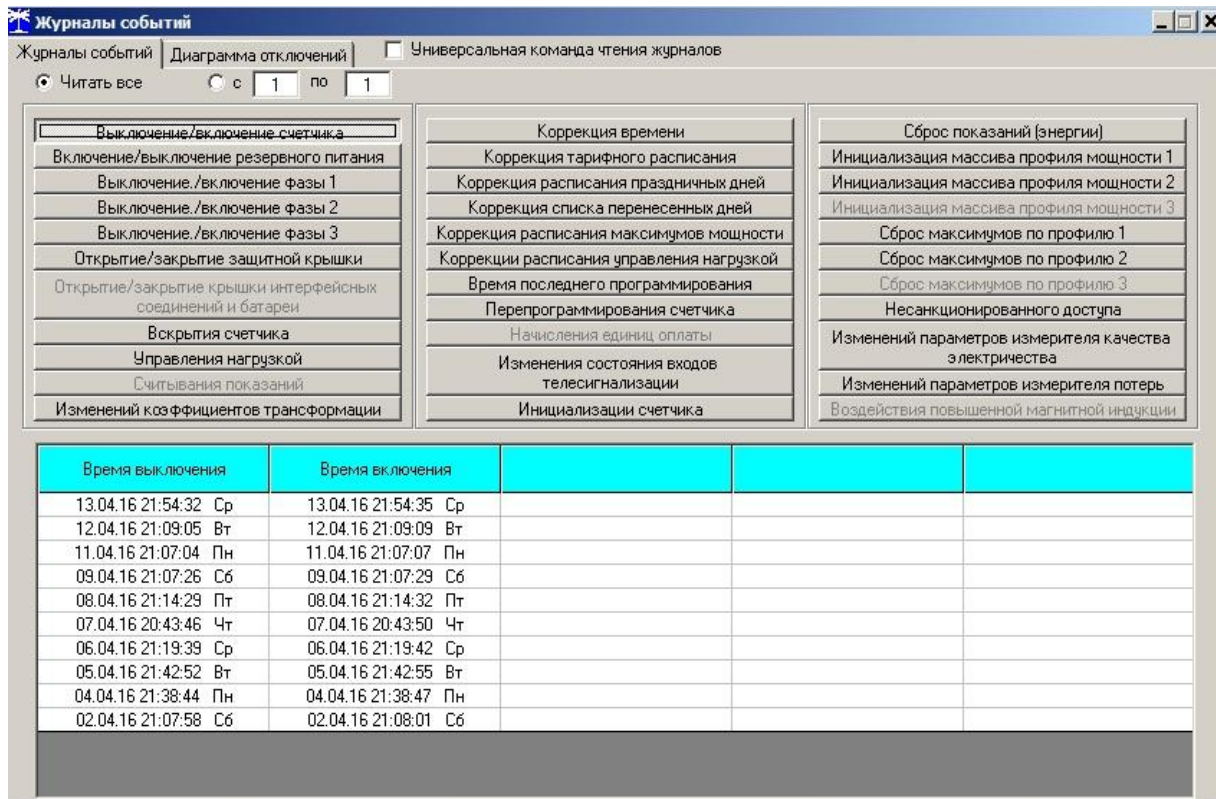 Журналы событий
Журналы событий Диаграмма отключений Универсальная команда чтения журналов
Читать все с 1 по 1
Выключение/включение счетчика
Включение/выключение резервного питания
Выключение./включение фазы 1
Выключение./включение фазы 2
Выключение./включение фазы 3
Открытие/закрытие защитной крышки
Открытие/закрытие крышки интерфейсных
соединений и батареи
Вскрытия счетчика
Управления нагрузкой
Считывания показаний
Изменений коэффициентов трансформации
Коррекция времени
Коррекция тарифного расписания
Коррекция расписания праздничных дней
Коррекция списка перенесенных дней
Коррекция расписания максимумов мощности
Коррекции расписания управления нагрузкой
Время последнего программирования
Перепрограммирования счетчика
Начисления единиц оплаты
Изменения состояния входов
телесигнализации
Инициализации счетчика
Сброс показаний (энергии)
Инициализация массива профиля мощности 1
Инициализация массива профиля мощности 2
Инициализация массива профиля мощности 3
Сброс максимумов по профилю 1
Сброс максимумов по профилю 2
Сброс максимумов по профилю 3
Несанкционированного доступа
Изменений параметров измерителя качества
электричества
Изменений параметров измерителя потерь
Воздействия повышенной магнитной индукции
Время выключения Время включения
13.04.16 21:54:32 Ср 13.04.16 21:54:35 Ср
12.04.16 21:09:05 Вт 12.04.16 21:09:09 Вт
11.04.16 21:07:04 Пн 11.04.16 21:07:07 Пн
09.04.16 21:07:26 Сб 09.04.16 21:07:29 Сб
08.04.16 21:14:29 Пт 08.04.16 21:14:32 Пт
07.04.16 20:43:46 Чт 07.04.16 20:43:50 Чт
06.04.16 21:19:39 Ср 06.04.16 21:19:42 Ср
05.04.16 21:42:52 Вт 05.04.16 21:42:55 Вт
04.04.16 21:38:44 Пн 04.04.16 21:38:47 Пн
02.04.16 21:07:58 Сб 02.04.16 21:08:01 Сб